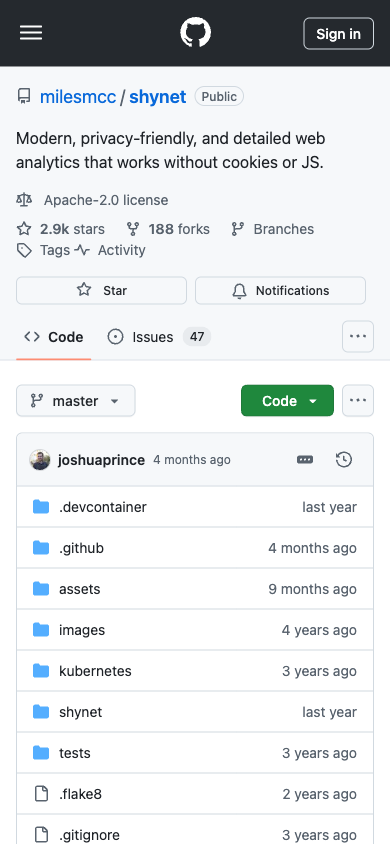 Sign in
milesmcc / shynet Public
Modern, privacy-friendly, and detailed web
analytics that works without cookies or JS.
Apache-2.0 license
2.9k stars 188 forks Branches
Tags Activity
Star Notifications
Code Issues 47
master Code
joshuaprince 4 months ago
.devcontainer last year
.github 4 months ago
assets 9 months ago
images 4 years ago
kubernetes 3 years ago
shynet last year
tests 3 years ago
.flake8 2 years ago
.gitignore 3 years ago